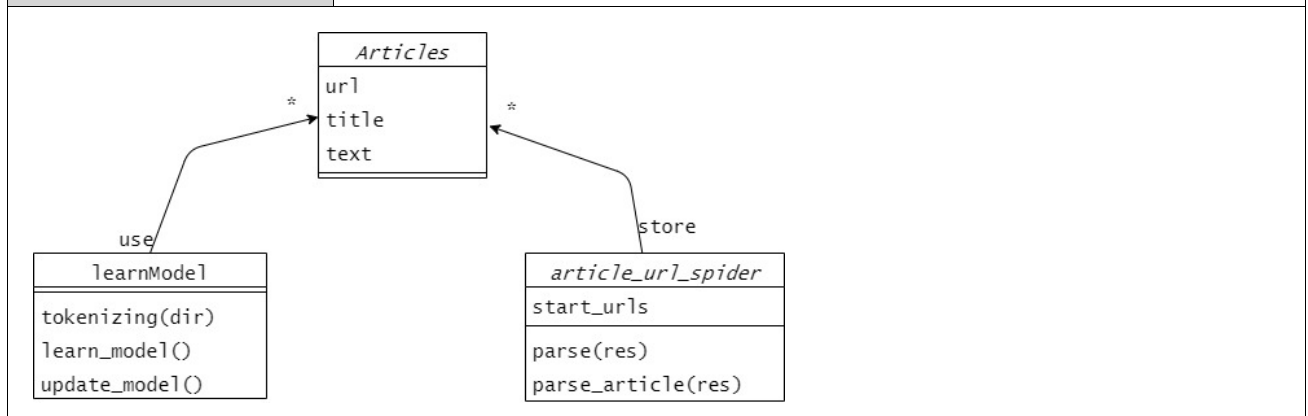 Articles
url
title
text
*
*
use
store
learnModel
tokenizing(dir)
learn_model()
update_model()
article_url_spider
start_urls
parse(res)
parse_article(res)